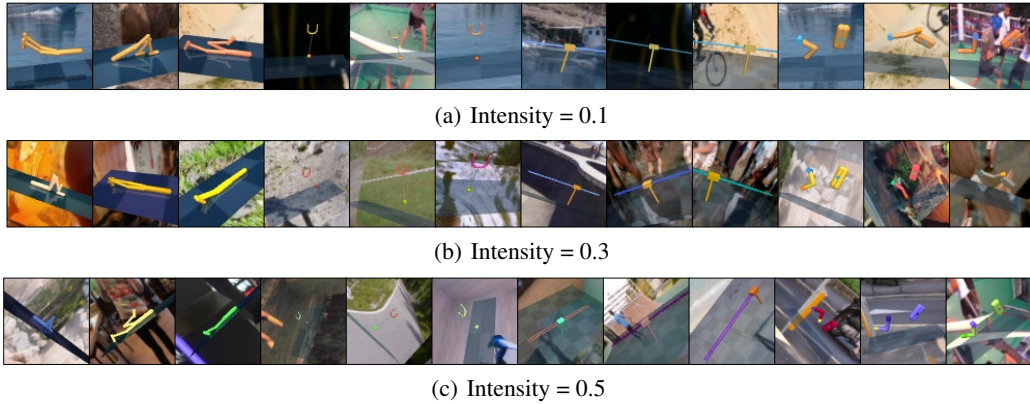 (a) Intensity = 0.1
(b) Intensity = 0.3
(c) Intensity = 0.5